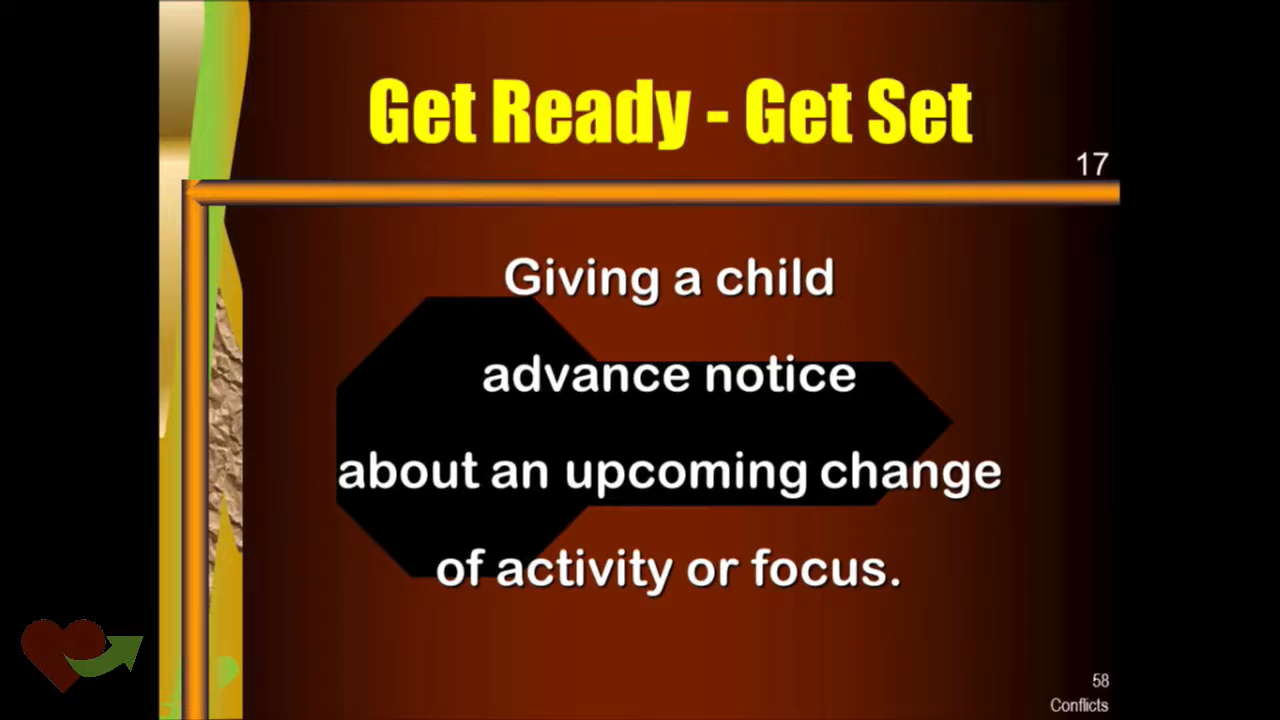 Get Ready - Get Set
17
Giving a child
advance notice
about an upcoming change
of activity or focus.
58
Conflicts